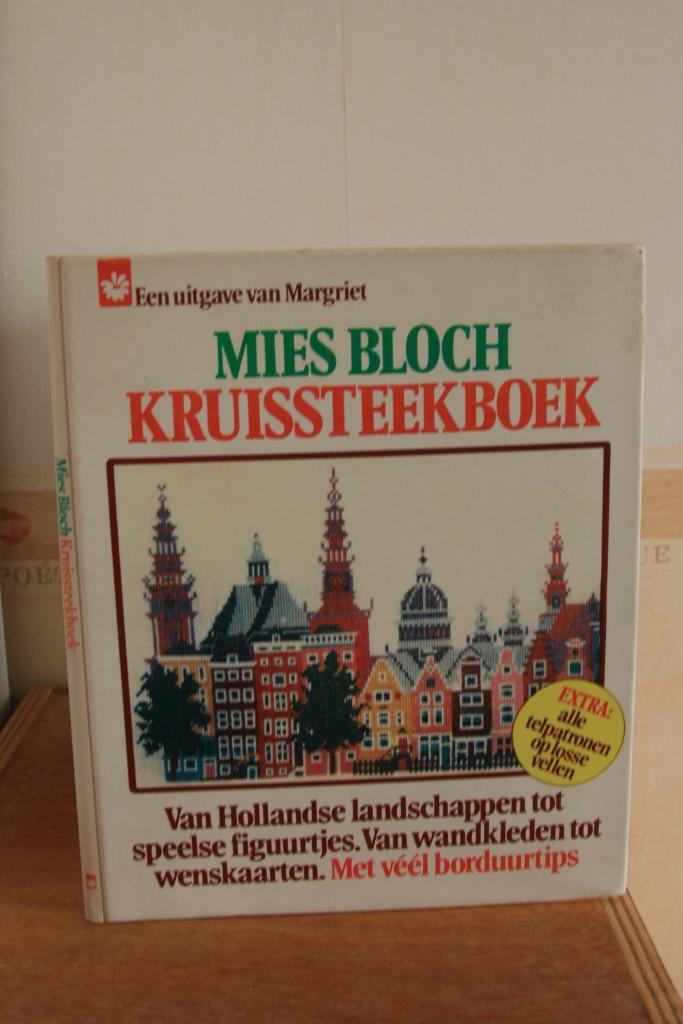 Een uitgave van Margriet
MIES BLOCH
KRUISSTEEKBOEK
EXTRA:
alle
telpatronen
op losse
vellen
Van Hollandse landschappen tot
speelse figuurtjes. Van wandkleden tot
wenskaarten. Met véél borduurtips
Mies Bloch Kruissteekboek